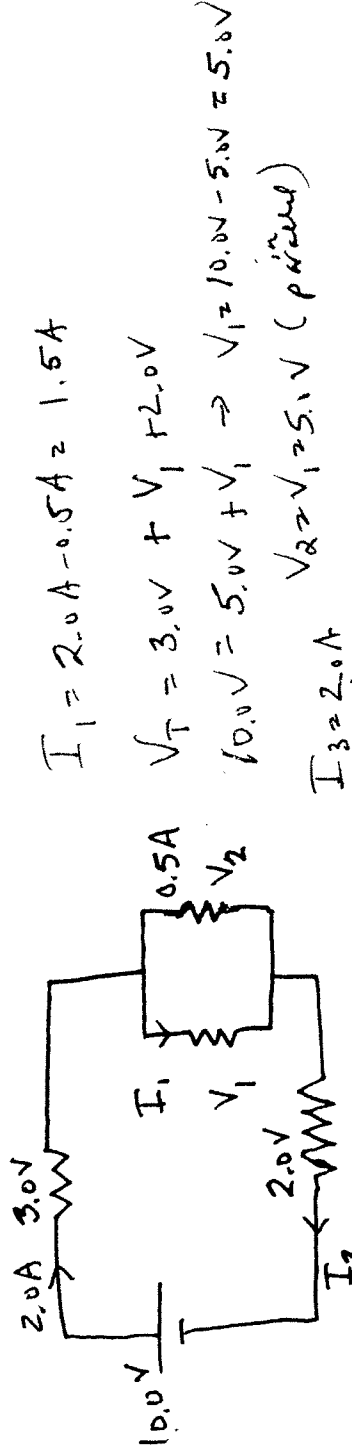 2.0A 3.0V
10.0V
I₁ 0.5A
V₁ V₂
2.0V
I₃
I₁ = 2.0A - 0.5A = 1.5A
V_T = 3.0V + V₁ + 2.0V
10.0V = 5.0V + V₁ → V₁ = 10.0V - 5.0V = 5.0V
V₂ = V₁ = 5.0V (in parallel)
I₃ = 2.0A